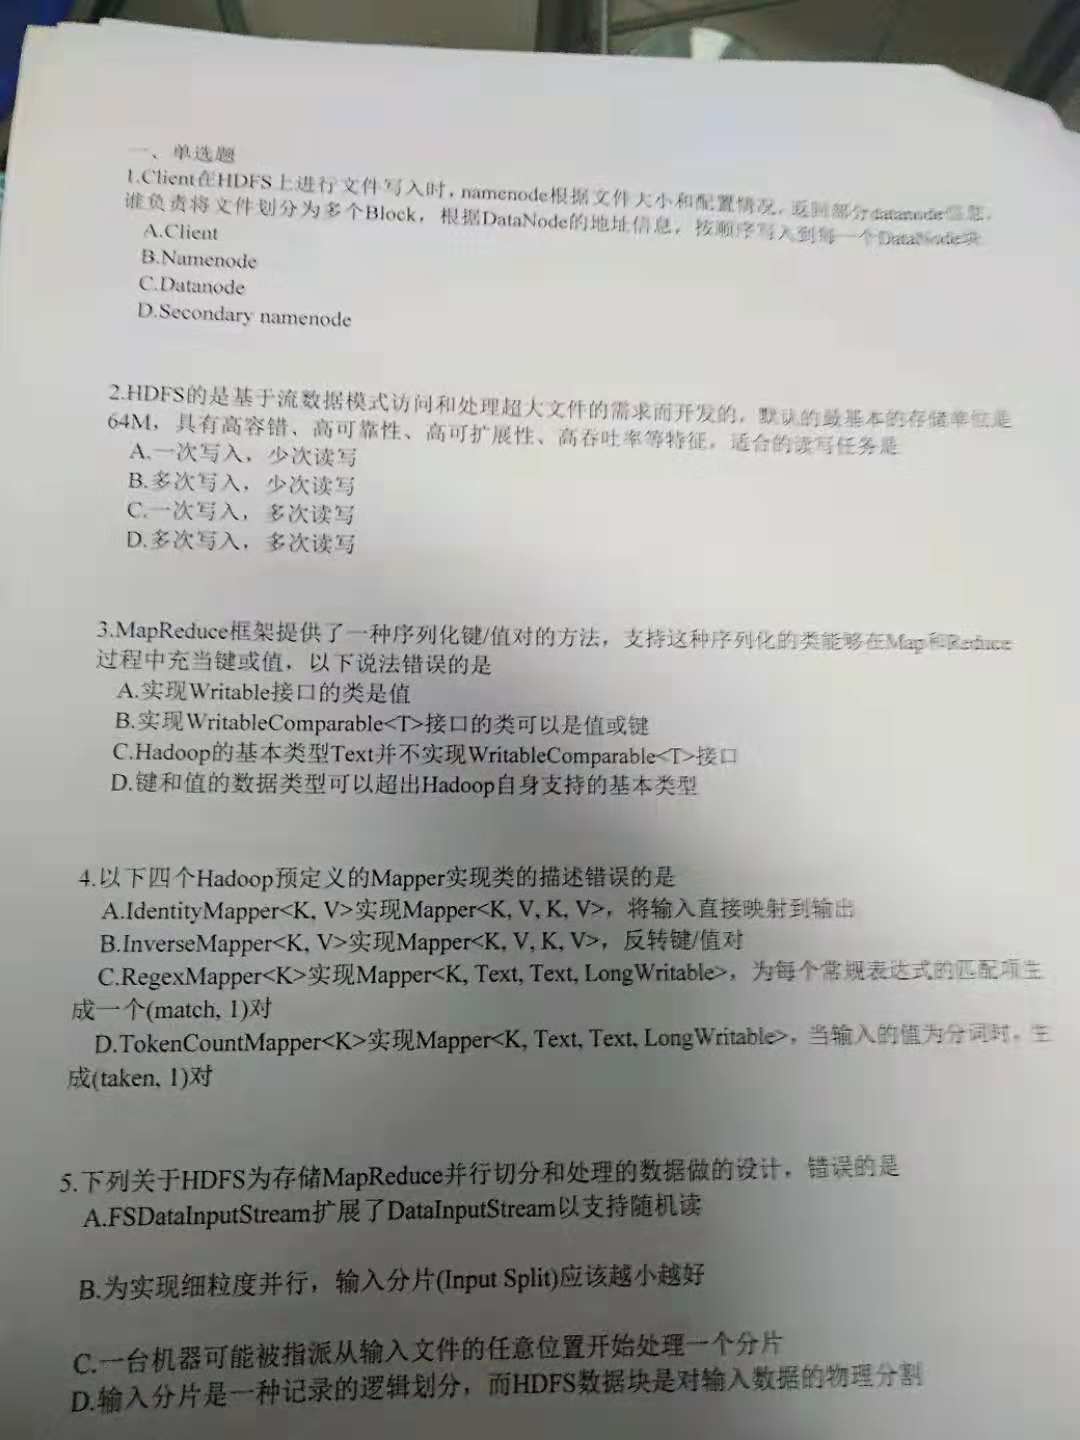 一、单选题
1.Client在HDFS上进行文件写入时，namenode根据文件大小和配置情况，返回部分datanode信息，
谁负责将文件划分为多个Block，根据DataNode的地址信息，按顺序写入到每一个DataNode块
A.Client
B.Namenode
C.Datanode
D.Secondary namenode
2.HDFS的是基于流数据模式访问和处理超大文件的需求而开发的，默认的最基本的存储单位是
64M，具有高容错、高可靠性、高可扩展性、高吞吐率等特征，适合的读写任务是
A.一次写入，少次读写
B.多次写入，少次读写
C.一次写入，多次读写
D.多次写入，多次读写
3.MapReduce框架提供了一种序列化键/值对的方法，支持这种序列化的类能够在Map和Reduce
过程中充当键或值，以下说法错误的是
A.实现Writable接口的类是值
B.实现WritableComparable<T>接口的类可以是值或键
C.Hadoop的基本类型Text并不实现WritableComparable<T>接口
D.键和值的数据类型可以超出Hadoop自身支持的基本类型
4.以下四个Hadoop预定义的Mapper实现类的描述错误的是
A.IdentityMapper<K, V>实现Mapper<K, V, K, V>，将输入直接映射到输出
B.InverseMapper<K, V>实现Mapper<K, V, K, V>，反转键/值对
C.RegexMapper<K>实现Mapper<K, Text, Text, LongWritable>，为每个常规表达式的匹配项生
成一个(match, 1)对
D.TokenCountMapper<K>实现Mapper<K, Text, Text, LongWritable>，当输入的值为分词时，生
成(taken, 1)对
5.下列关于HDFS为存储MapReduce并行切分和处理的数据做的设计，错误的是
A.FSDataInputStream扩展了DataInputStream以支持随机读
B.为实现细粒度并行，输入分片(Input Split)应该越小越好
C.一台机器可能被指派从输入文件的任意位置开始处理一个分片
D.输入分片是一种记录的逻辑划分，而HDFS数据块是对输入数据的物理分割